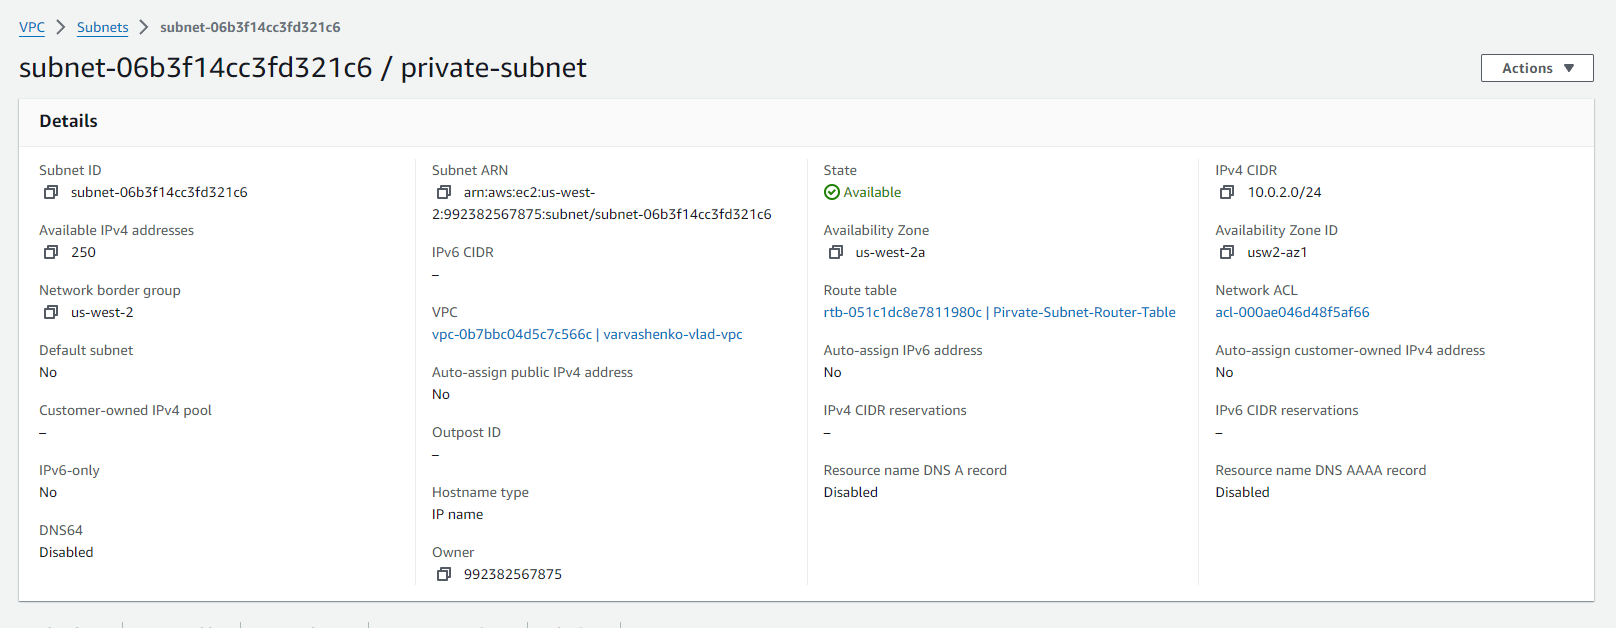 VPC > Subnets > subnet-06b3f14cc3fd321c6
subnet-06b3f14cc3fd321c6 / private-subnet
Actions ▼
Details
Subnet ID
subnet-06b3f14cc3fd321c6
Available IPv4 addresses
250
Network border group
us-west-2
Default subnet
No
Customer-owned IPv4 pool
–
IPv6-only
No
DNS64
Disabled
Subnet ARN
arn:aws:ec2:us-west-
2:992382567875:subnet/subnet-06b3f14cc3fd321c6
IPv6 CIDR
–
VPC
vpc-0b7bbc04d5c7c566c | varvashenko-vlad-vpc
Auto-assign public IPv4 address
No
Outpost ID
–
Hostname type
IP name
Owner
992382567875
State
Available
Availability Zone
us-west-2a
Route table
rtb-051c1dc8e7811980c | Pirvate-Subnet-Router-Table
Auto-assign IPv6 address
No
IPv4 CIDR reservations
–
Resource name DNS A record
Disabled
IPv4 CIDR
10.0.2.0/24
Availability Zone ID
usw2-az1
Network ACL
acl-000ae046d48f5af66
Auto-assign customer-owned IPv4 address
No
IPv6 CIDR reservations
–
Resource name DNS AAAA record
Disabled